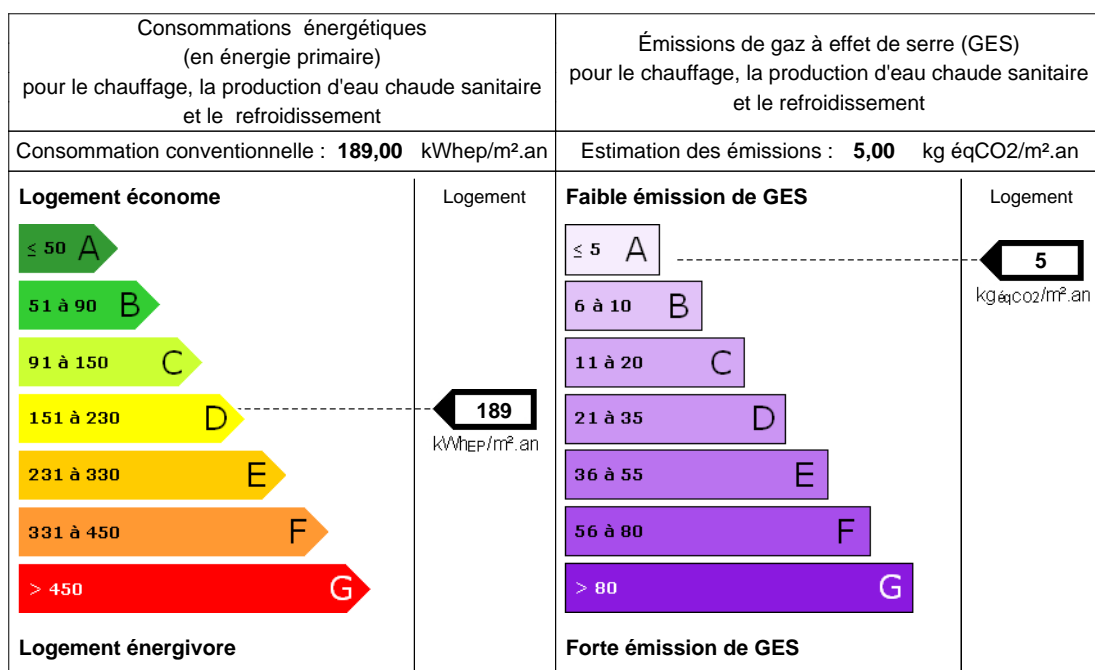 Consommations énergétiques
(en énergie primaire)
pour le chauffage, la production d'eau chaude sanitaire
et le refroidissement
Émissions de gaz à effet de serre (GES)
pour le chauffage, la production d'eau chaude sanitaire
et le refroidissement
Consommation conventionnelle : 189,00 kWhep/m².an
Estimation des émissions : 5,00 kg éqCO2/m².an
Logement économe
Logement
≤ 50 A
51 à 90 B
91 à 150 C
151 à 230 D
231 à 330 E
331 à 450 F
> 450 G
189
kWhEP/m².an
Logement énergivore
Faible émission de GES
Logement
≤ 5 A
6 à 10 B
11 à 20 C
21 à 35 D
36 à 55 E
56 à 80 F
> 80 G
5
kgéqCO2/m².an
Forte émission de GES